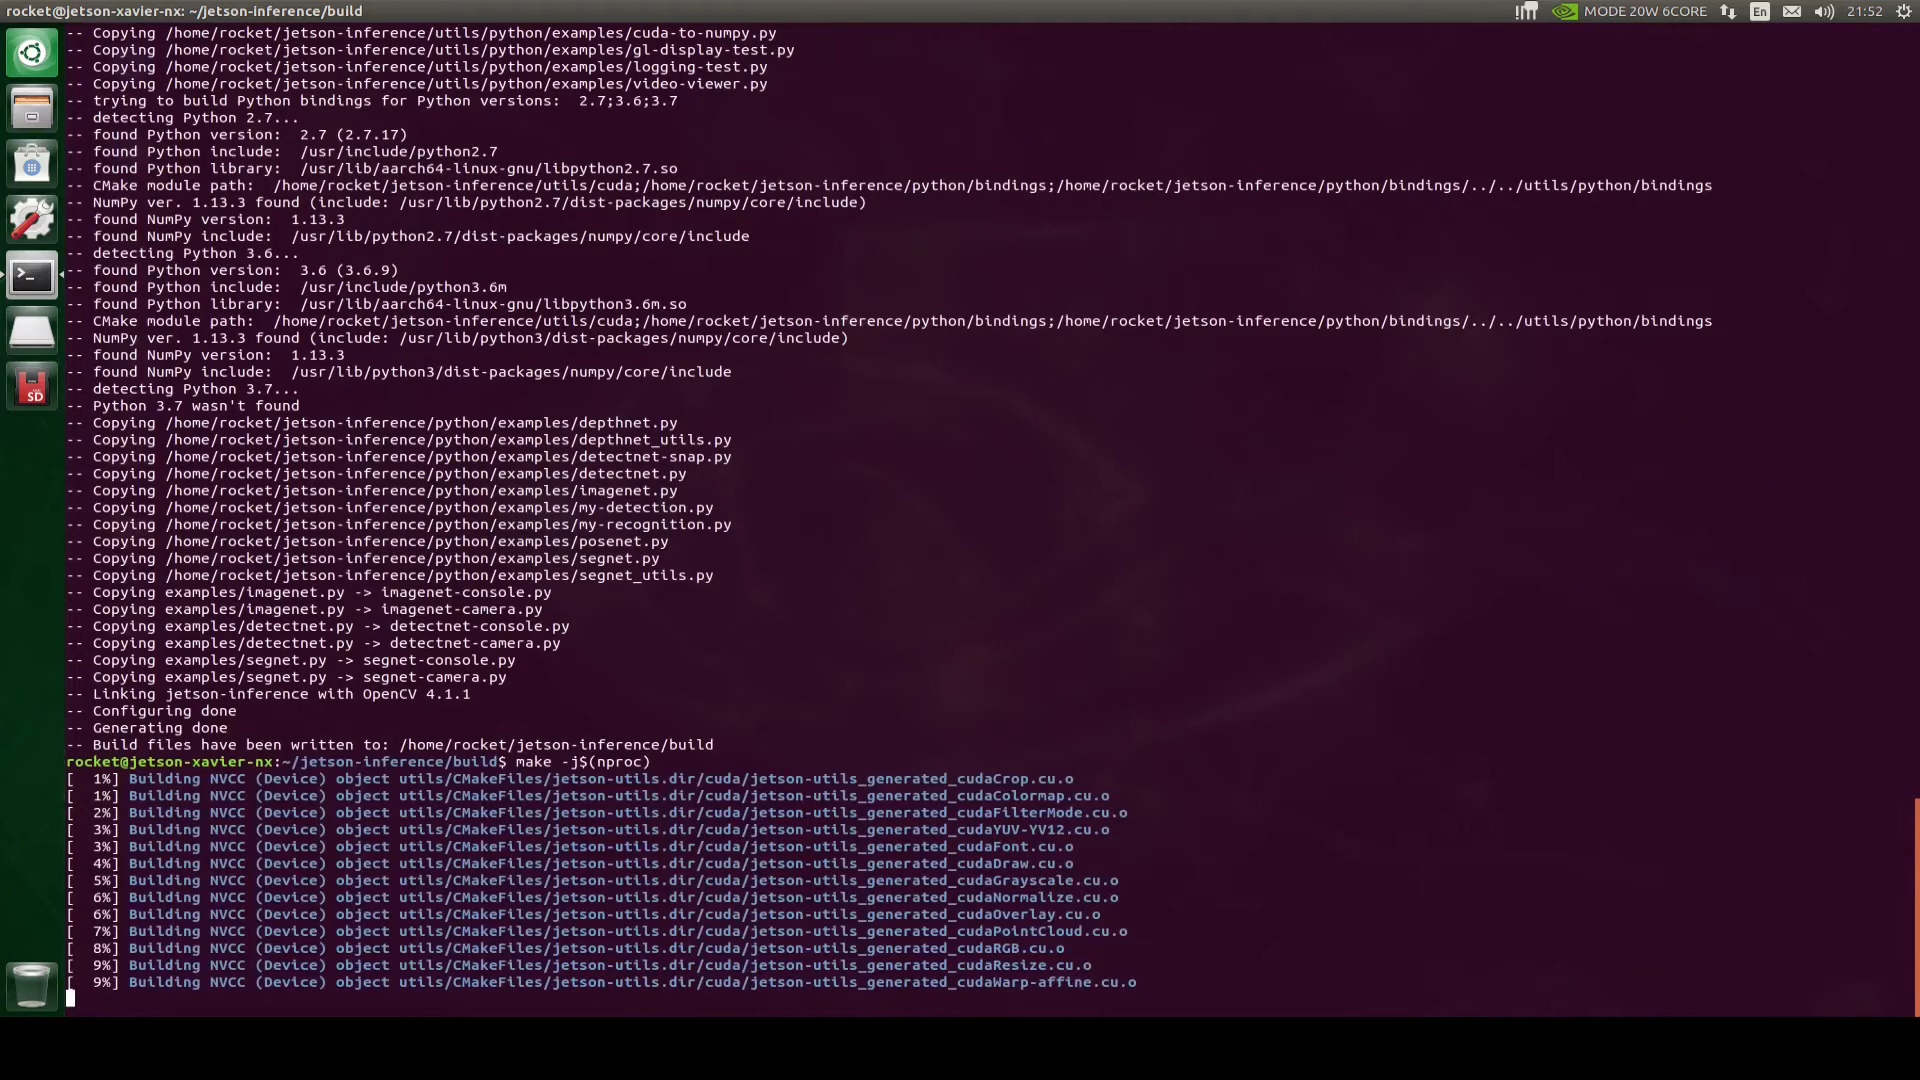 rocket@jetson-xavier-nx: ~/jetson-inference/build
MODE 20W 6CORE
En
21:52
-- Copying /home/rocket/jetson-inference/utils/python/examples/cuda-to-numpy.py
-- Copying /home/rocket/jetson-inference/utils/python/examples/gl-display-test.py
-- Copying /home/rocket/jetson-inference/utils/python/examples/logging-test.py
-- Copying /home/rocket/jetson-inference/utils/python/examples/video-viewer.py
-- trying to build Python bindings for Python versions:  2.7;3.6;3.7
-- detecting Python 2.7...
-- found Python version:  2.7 (2.7.17)
-- found Python include:  /usr/include/python2.7
-- found Python library:  /usr/lib/aarch64-linux-gnu/libpython2.7.so
-- CMake module path:  /home/rocket/jetson-inference/utils/cuda;/home/rocket/jetson-inference/python/bindings;/home/rocket/jetson-inference/python/bindings/../../utils/python/bindings
-- NumPy ver. 1.13.3 found (include: /usr/lib/python2.7/dist-packages/numpy/core/include)
-- found NumPy version:  1.13.3
-- found NumPy include:  /usr/lib/python2.7/dist-packages/numpy/core/include
-- detecting Python 3.6...
-- found Python version:  3.6 (3.6.9)
-- found Python include:  /usr/include/python3.6m
-- found Python library:  /usr/lib/aarch64-linux-gnu/libpython3.6m.so
-- CMake module path:  /home/rocket/jetson-inference/utils/cuda;/home/rocket/jetson-inference/python/bindings;/home/rocket/jetson-inference/python/bindings/../../utils/python/bindings
-- NumPy ver. 1.13.3 found (include: /usr/lib/python3/dist-packages/numpy/core/include)
-- found NumPy version:  1.13.3
-- found NumPy include:  /usr/lib/python3/dist-packages/numpy/core/include
-- detecting Python 3.7...
-- Python 3.7 wasn't found
-- Copying /home/rocket/jetson-inference/python/examples/depthnet.py
-- Copying /home/rocket/jetson-inference/python/examples/depthnet_utils.py
-- Copying /home/rocket/jetson-inference/python/examples/detectnet-snap.py
-- Copying /home/rocket/jetson-inference/python/examples/detectnet.py
-- Copying /home/rocket/jetson-inference/python/examples/imagenet.py
-- Copying /home/rocket/jetson-inference/python/examples/my-detection.py
-- Copying /home/rocket/jetson-inference/python/examples/my-recognition.py
-- Copying /home/rocket/jetson-inference/python/examples/posenet.py
-- Copying /home/rocket/jetson-inference/python/examples/segnet.py
-- Copying /home/rocket/jetson-inference/python/examples/segnet_utils.py
-- Copying examples/imagenet.py -> imagenet-console.py
-- Copying examples/imagenet.py -> imagenet-camera.py
-- Copying examples/detectnet.py -> detectnet-console.py
-- Copying examples/detectnet.py -> detectnet-camera.py
-- Copying examples/segnet.py -> segnet-console.py
-- Copying examples/segnet.py -> segnet-camera.py
-- Linking jetson-inference with OpenCV 4.1.1
-- Configuring done
-- Generating done
-- Build files have been written to: /home/rocket/jetson-inference/build
rocket@jetson-xavier-nx:~/jetson-inference/build$ make -j$(nproc)
[  1%] Building NVCC (Device) object utils/CMakeFiles/jetson-utils.dir/cuda/jetson-utils_generated_cudaCrop.cu.o
[  1%] Building NVCC (Device) object utils/CMakeFiles/jetson-utils.dir/cuda/jetson-utils_generated_cudaColormap.cu.o
[  2%] Building NVCC (Device) object utils/CMakeFiles/jetson-utils.dir/cuda/jetson-utils_generated_cudaFilterMode.cu.o
[  3%] Building NVCC (Device) object utils/CMakeFiles/jetson-utils.dir/cuda/jetson-utils_generated_cudaYUV-YV12.cu.o
[  3%] Building NVCC (Device) object utils/CMakeFiles/jetson-utils.dir/cuda/jetson-utils_generated_cudaFont.cu.o
[  4%] Building NVCC (Device) object utils/CMakeFiles/jetson-utils.dir/cuda/jetson-utils_generated_cudaDraw.cu.o
[  5%] Building NVCC (Device) object utils/CMakeFiles/jetson-utils.dir/cuda/jetson-utils_generated_cudaGrayscale.cu.o
[  6%] Building NVCC (Device) object utils/CMakeFiles/jetson-utils.dir/cuda/jetson-utils_generated_cudaNormalize.cu.o
[  6%] Building NVCC (Device) object utils/CMakeFiles/jetson-utils.dir/cuda/jetson-utils_generated_cudaOverlay.cu.o
[  7%] Building NVCC (Device) object utils/CMakeFiles/jetson-utils.dir/cuda/jetson-utils_generated_cudaPointCloud.cu.o
[  8%] Building NVCC (Device) object utils/CMakeFiles/jetson-utils.dir/cuda/jetson-utils_generated_cudaRGB.cu.o
[  9%] Building NVCC (Device) object utils/CMakeFiles/jetson-utils.dir/cuda/jetson-utils_generated_cudaResize.cu.o
[  9%] Building NVCC (Device) object utils/CMakeFiles/jetson-utils.dir/cuda/jetson-utils_generated_cudaWarp-affine.cu.o
SD